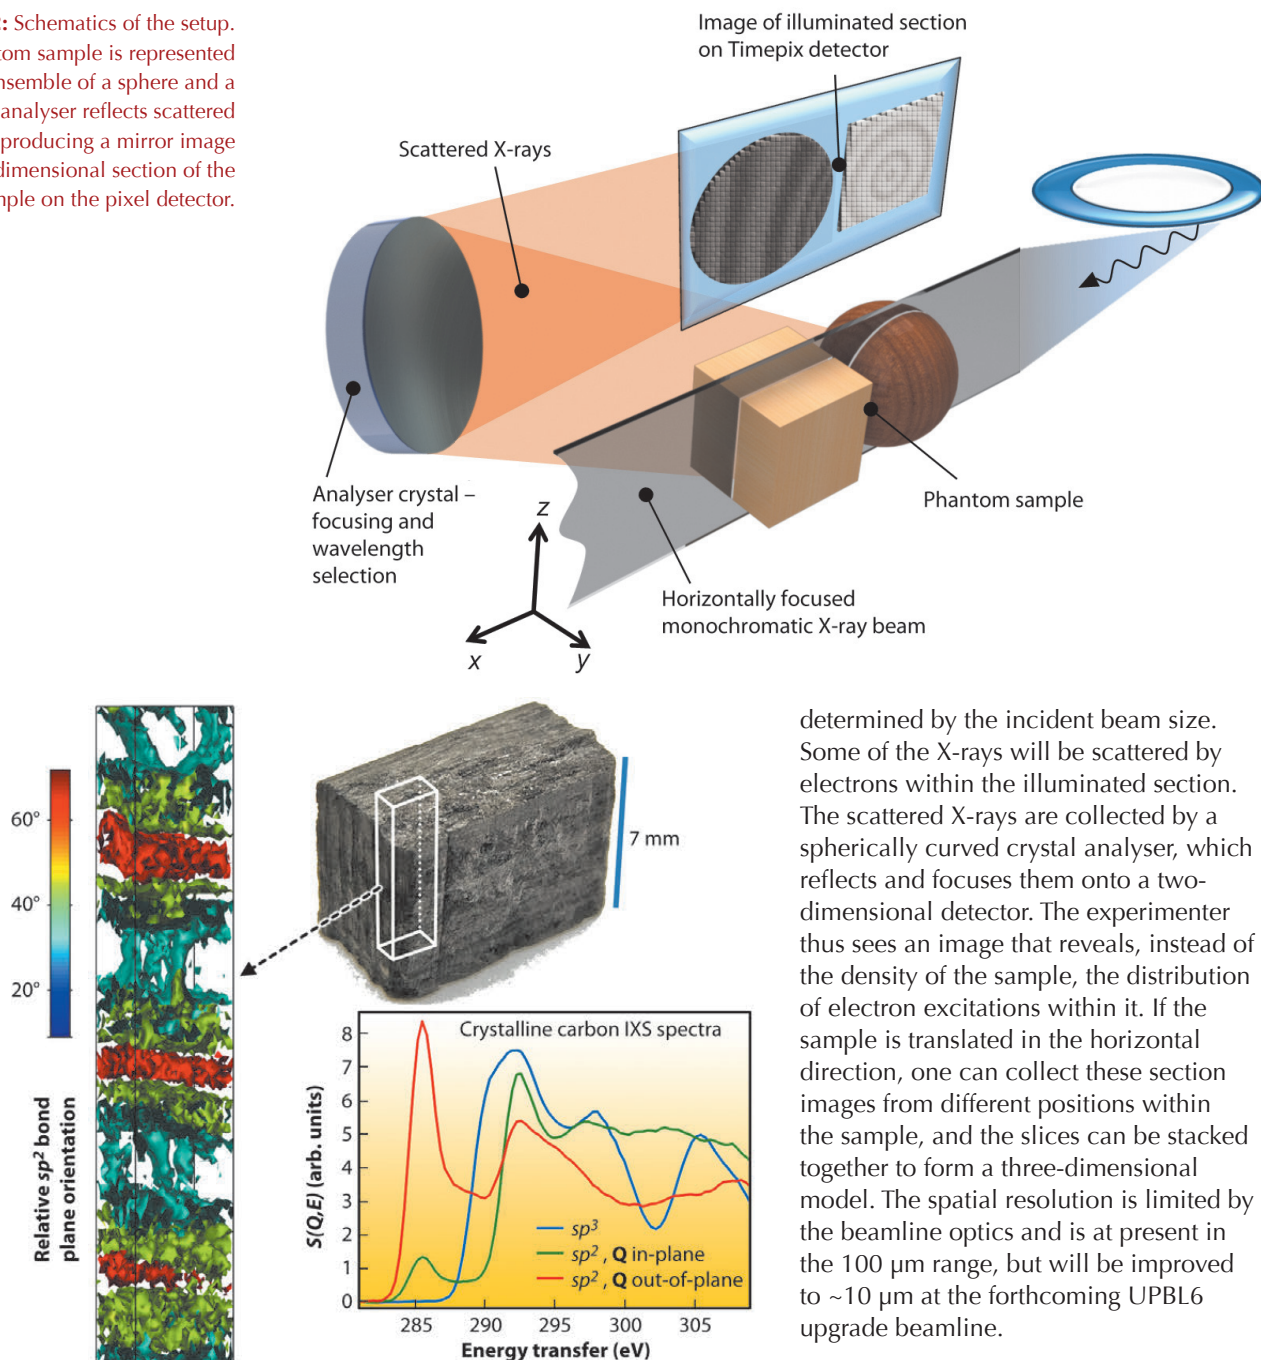 : Schematics of the setup.
tom sample is represented
nsemble of a sphere and a
analyser reflects scattered
producing a mirror image
dimensional section of the
mple on the pixel detector.
Image of illuminated section
on Timepix detector
Scattered X-rays
Analyser crystal –
focusing and
wavelength
selection
Phantom sample
Horizontally focused
monochromatic X-ray beam
z
x
y
60°
40°
20°
Relative sp² bond
plane orientation
7 mm
Crystalline carbon IXS spectra
S(Q,E) (arb. units)
8
7
6
5
4
3
2
1
0
sp³
sp², Q in-plane
sp², Q out-of-plane
285 290 295 300 305
Energy transfer (eV)
determined by the incident beam size.
Some of the X-rays will be scattered by
electrons within the illuminated section.
The scattered X-rays are collected by a
spherically curved crystal analyser, which
reflects and focuses them onto a two-
dimensional detector. The experimenter
thus sees an image that reveals, instead of
the density of the sample, the distribution
of electron excitations within it. If the
sample is translated in the horizontal
direction, one can collect these section
images from different positions within
the sample, and the slices can be stacked
together to form a three-dimensional
model. The spatial resolution is limited by
the beamline optics and is at present in
the 100 µm range, but will be improved
to ~10 µm at the forthcoming UPBL6
upgrade beamline.